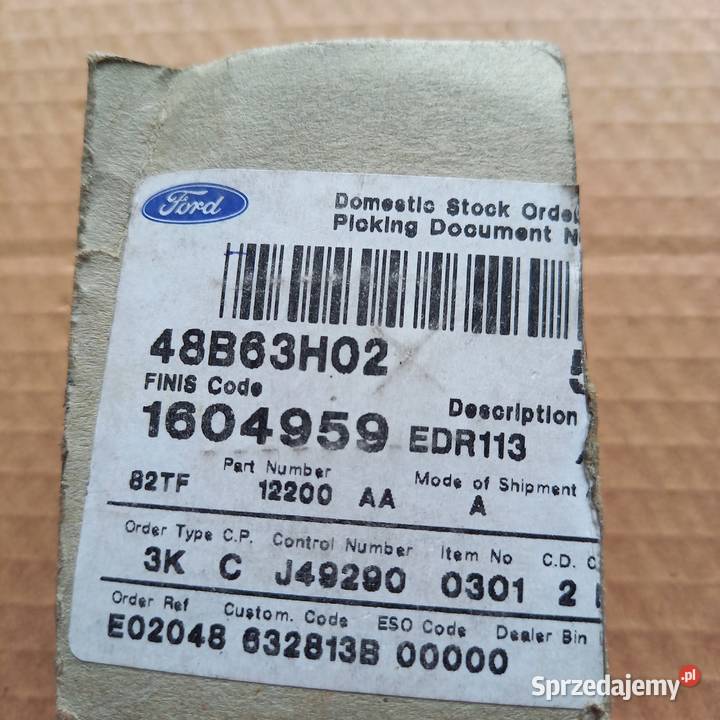 Ford
Domestic Stock Order
Picking Document
48B63H02
FINIS Code
Description
1604959 EDR113
Part Number
Mode of Shipment
82TF 12200 AA A
Order Type C.P. Control Number Item No C.D.
3K C J49290 0301 2
Order Ref Custom. Code ESO Code Dealer Bin
E02048 632813B 00000
Sprzedajemy.pl